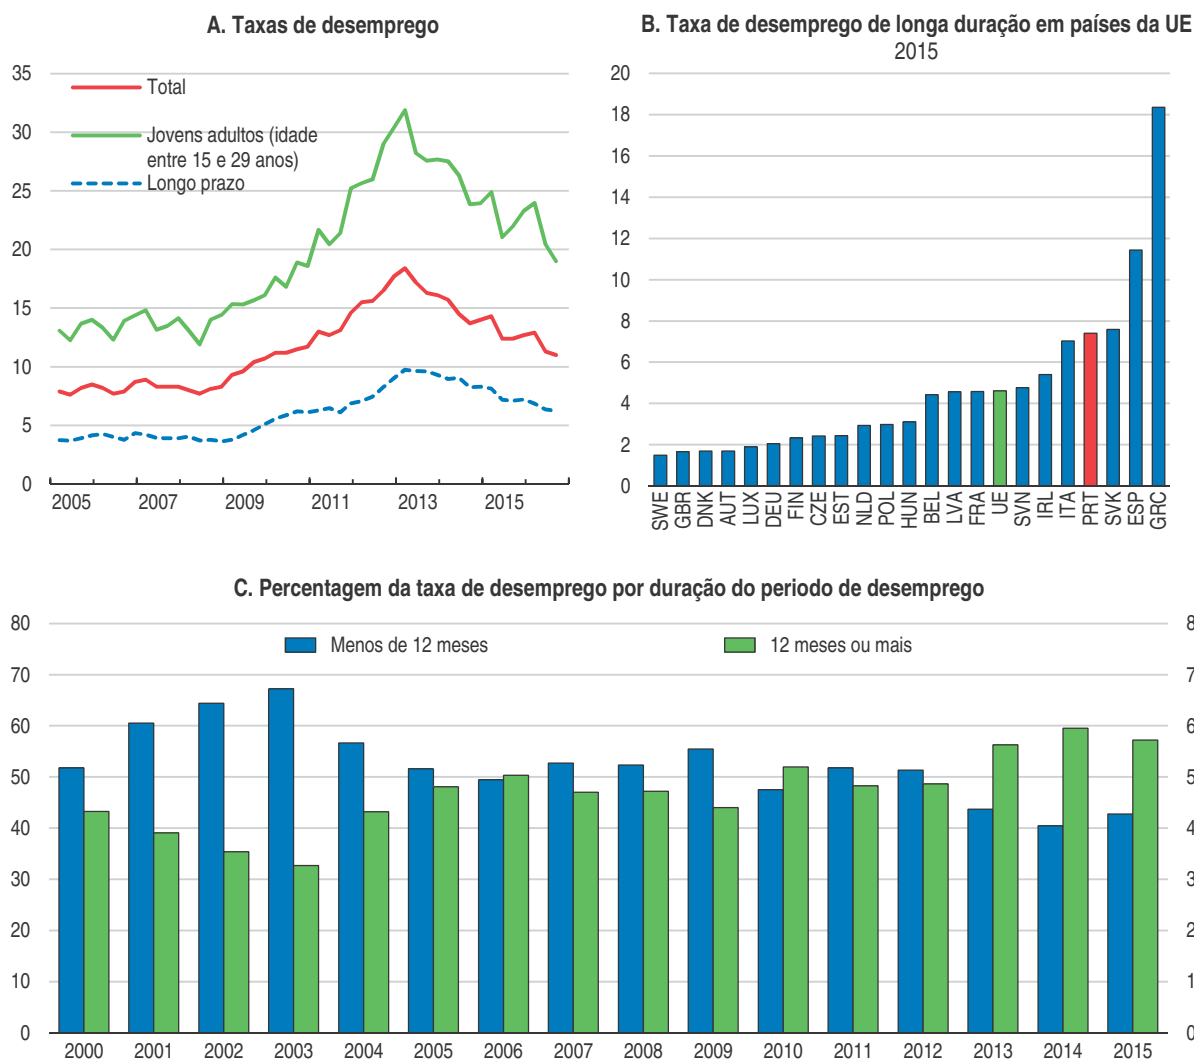 A. Taxas de desemprego
35
30
25
20
15
10
5
0
Total
Jovens adultos (idade
entre 15 e 29 anos)
Longo prazo
2005 2007 2009 2011 2013 2015
B. Taxa de desemprego de longa duração em países da UE
2015
20
18
16
14
12
10
8
6
4
2
0
SWE GBR DNK AUT LUX DEU FIN CZE EST NLD POL HUN BEL LVA FRA UE SVN IRL ITA PRT SVK ESP GRC
C. Percentagem da taxa de desemprego por duração do periodo de desemprego
80
70
60
50
40
30
20
10
0
Menos de 12 meses
12 meses ou mais
2000 2001 2002 2003 2004 2005 2006 2007 2008 2009 2010 2011 2012 2013 2014 2015